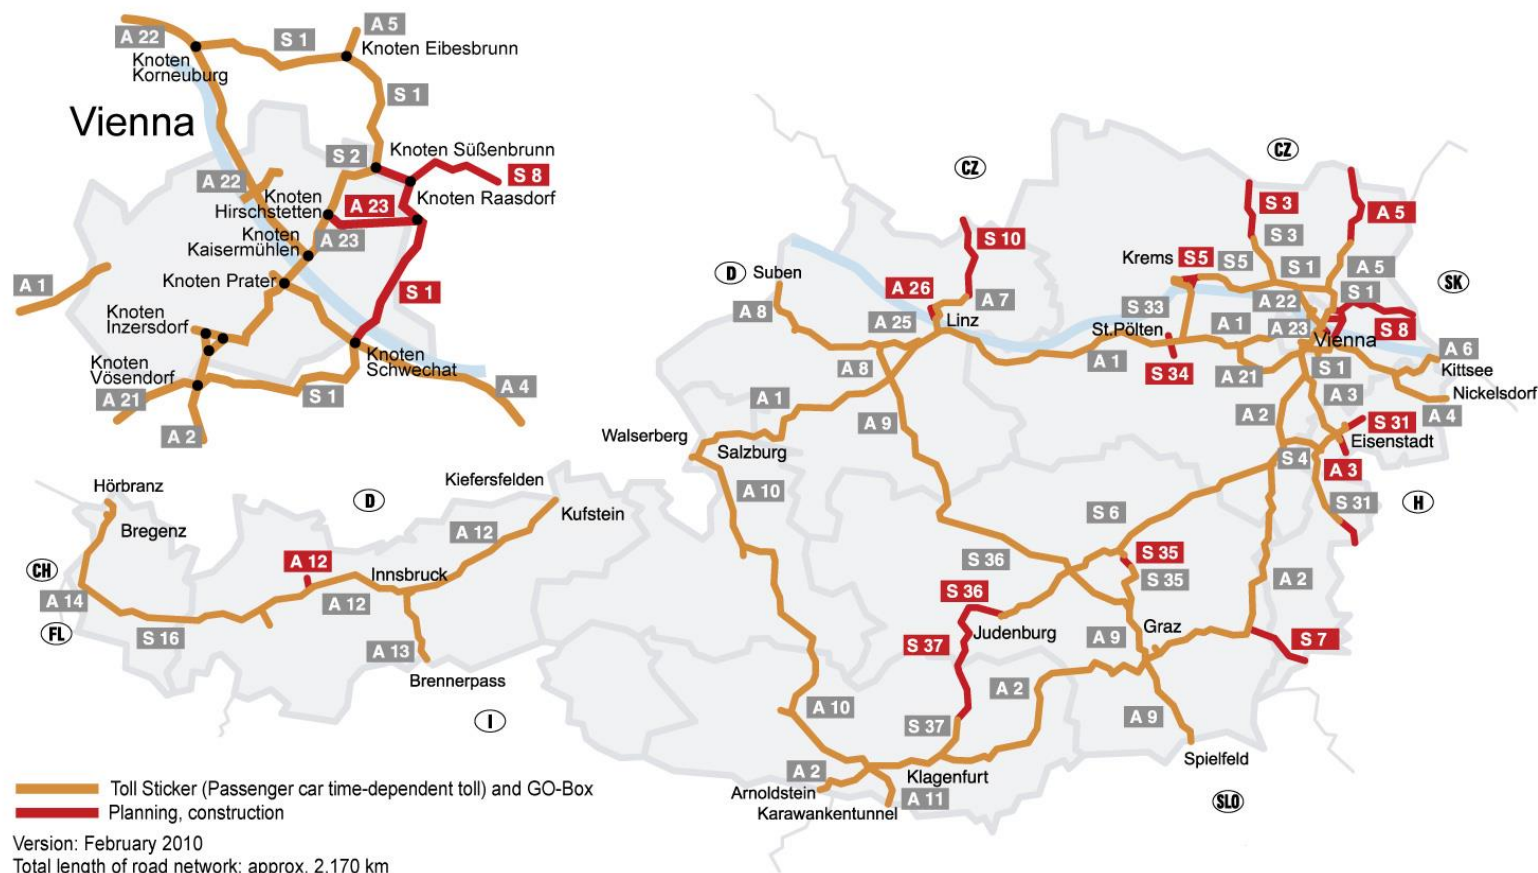 A 22
S 1
A 5
Knoten Eibesbrunn
Knoten
Korneuburg
S 1
Vienna
S 2
Knoten Süßenbrunn
S 8
A 22
Knoten
Hirschstetten
A 23
Knoten Raasdorf
Knoten
Kaisermühlen
A 23
Knoten Prater
A 1
S 1
Knoten
Inzersdorf
Knoten
Schwechat
Knoten
Vösendorf
A 21
S 1
A 4
A 2
Hörbranz
D
Kiefersfelden
Kufstein
Bregenz
A 12
A 12
Innsbruck
CH
A 14
A 12
FL
S 16
A 13
Brennerpass
I
CZ
CZ
S 3
A 5
S 10
S 3
D
Suben
Krems
S 5
S 5
S 1
A 5
SK
A 26
A 7
S 33
A 22
S 1
A 8
A 25
Linz
St.Pölten
A 1
A 23
S 8
Vienna
A 6
A 8
A 1
S 34
A 21
S 1
Kittsee
A 1
A 3
Nickelsdorf
A 9
A 2
A 4
Walserberg
S 31
Salzburg
Eisenstadt
S 4
A 3
A 10
S 31
H
S 6
S 36
S 35
S 35
A 2
S 36
Judenburg
Graz
S 37
A 9
S 7
A 2
A 10
S 37
A 9
Spielfeld
A 2
Klagenfurt
Arnoldstein
A 11
Karawankentunnel
SLO
Toll Sticker (Passenger car time-dependent toll) and GO-Box
Planning, construction
Version: February 2010
Total length of road network: approx. 2,170 km